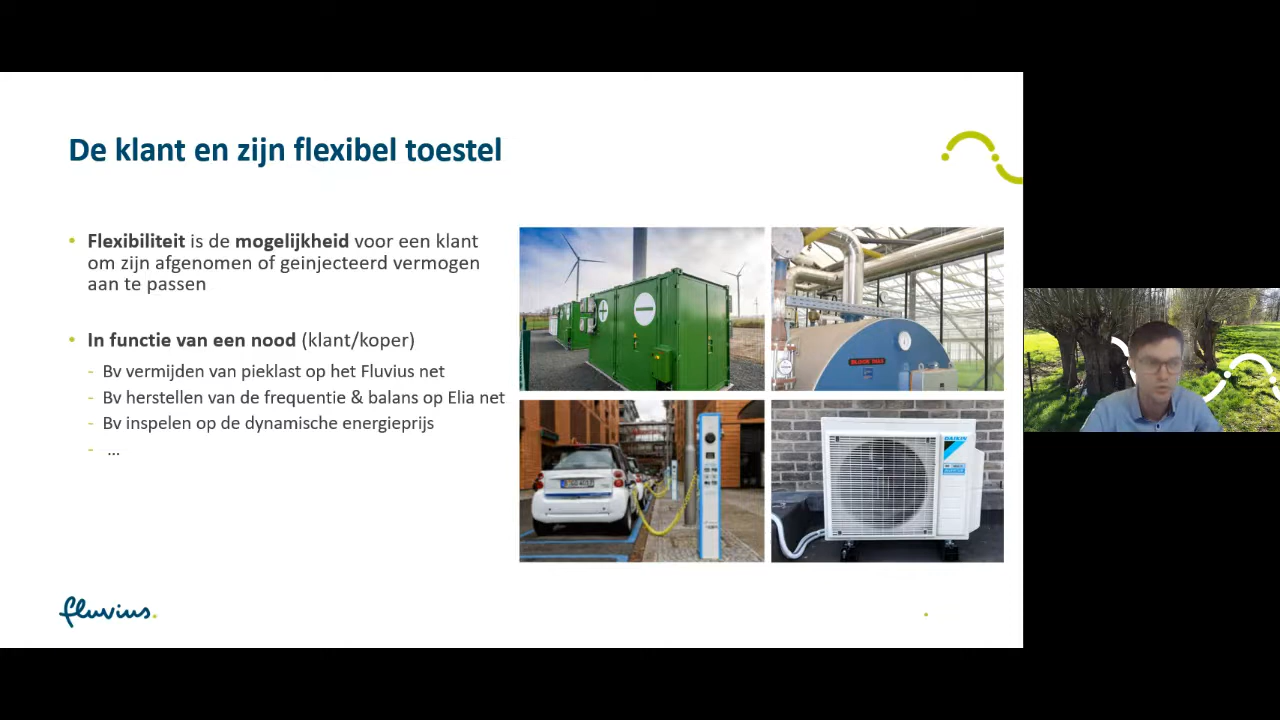 De klant en zijn flexibel toestel
• Flexibiliteit is de mogelijkheid voor een klant
om zijn afgenomen of geinjecteerd vermogen
aan te passen
• In functie van een nood (klant/koper)
- Bv vermijden van pieklast op het Fluvius net
- Bv herstellen van de frequentie & balans op Elia net
- Bv inspelen op de dynamische energieprijs
- ...
DAIKIN
fluvius.